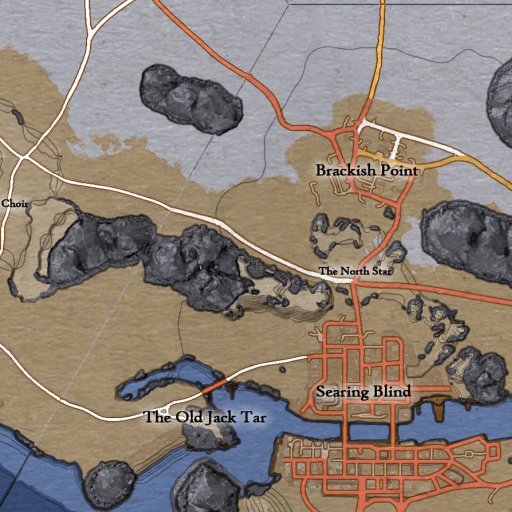 Brackish Point
Choir
The North Star
Searing Blind
The Old Jack Tar